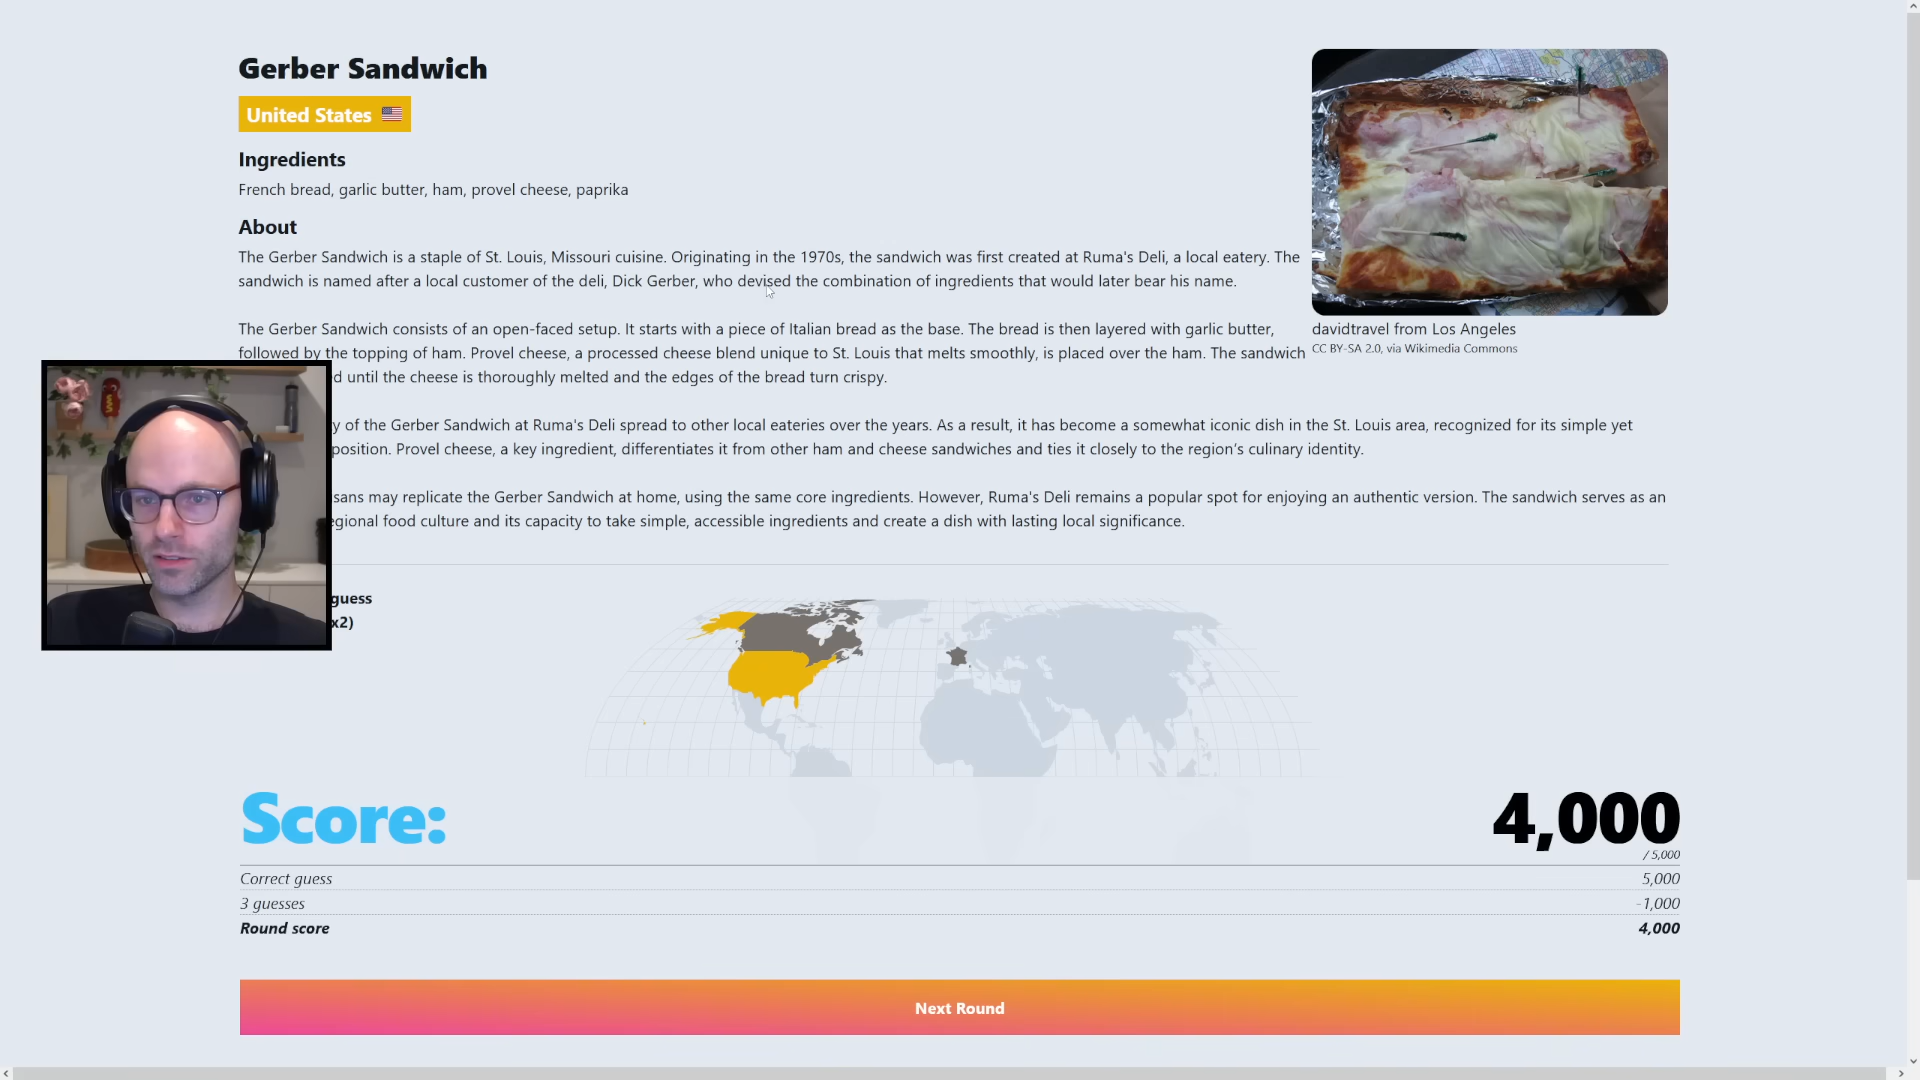 Gerber Sandwich
United States
Ingredients
French bread, garlic butter, ham, provel cheese, paprika
About
The Gerber Sandwich is a staple of St. Louis, Missouri cuisine. Originating in the 1970s, the sandwich was first created at Ruma's Deli, a local eatery. The
sandwich is named after a local customer of the deli, Dick Gerber, who devised the combination of ingredients that would later bear his name.
The Gerber Sandwich consists of an open-faced setup. It starts with a piece of Italian bread as the base. The bread is then layered with garlic butter,
followed by the topping of ham. Provel cheese, a processed cheese blend unique to St. Louis that melts smoothly, is placed over the ham. The sandwich
until the cheese is thoroughly melted and the edges of the bread turn crispy.
of the Gerber Sandwich at Ruma's Deli spread to other local eateries over the years. As a result, it has become a somewhat iconic dish in the St. Louis area, recognized for its simple yet
Provel cheese, a key ingredient, differentiates it from other ham and cheese sandwiches and ties it closely to the region's culinary identity.
may replicate the Gerber Sandwich at home, using the same core ingredients. However, Ruma's Deli remains a popular spot for enjoying an authentic version. The sandwich serves as an
food culture and its capacity to take simple, accessible ingredients and create a dish with lasting local significance.
davidtravel from Los Angeles
CC BY-SA 2.0, via Wikimedia Commons
guess
x2)
Score:
4,000
/ 5,000
Correct guess
5,000
3 guesses
-1,000
Round score
4,000
Next Round